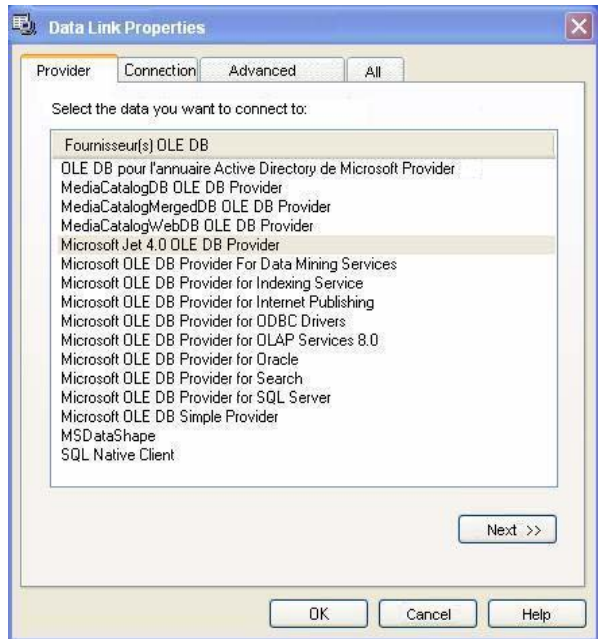 Data Link Properties
Provider Connection Advanced All
Select the data you want to connect to:
Fournisseur(s) OLE DB
OLE DB pour l'annuaire Active Directory de Microsoft Provider
MediaCatalogDB OLE DB Provider
MediaCatalogMergedDB OLE DB Provider
MediaCatalogWebDB OLE DB Provider
Microsoft Jet 4.0 OLE DB Provider
Microsoft OLE DB Provider For Data Mining Services
Microsoft OLE DB Provider for Indexing Service
Microsoft OLE DB Provider for Internet Publishing
Microsoft OLE DB Provider for ODBC Drivers
Microsoft OLE DB Provider for OLAP Services 8.0
Microsoft OLE DB Provider for Oracle
Microsoft OLE DB Provider for Search
Microsoft OLE DB Provider for SQL Server
Microsoft OLE DB Simple Provider
MSDataShape
SQL Native Client
Next >>
OK Cancel Help